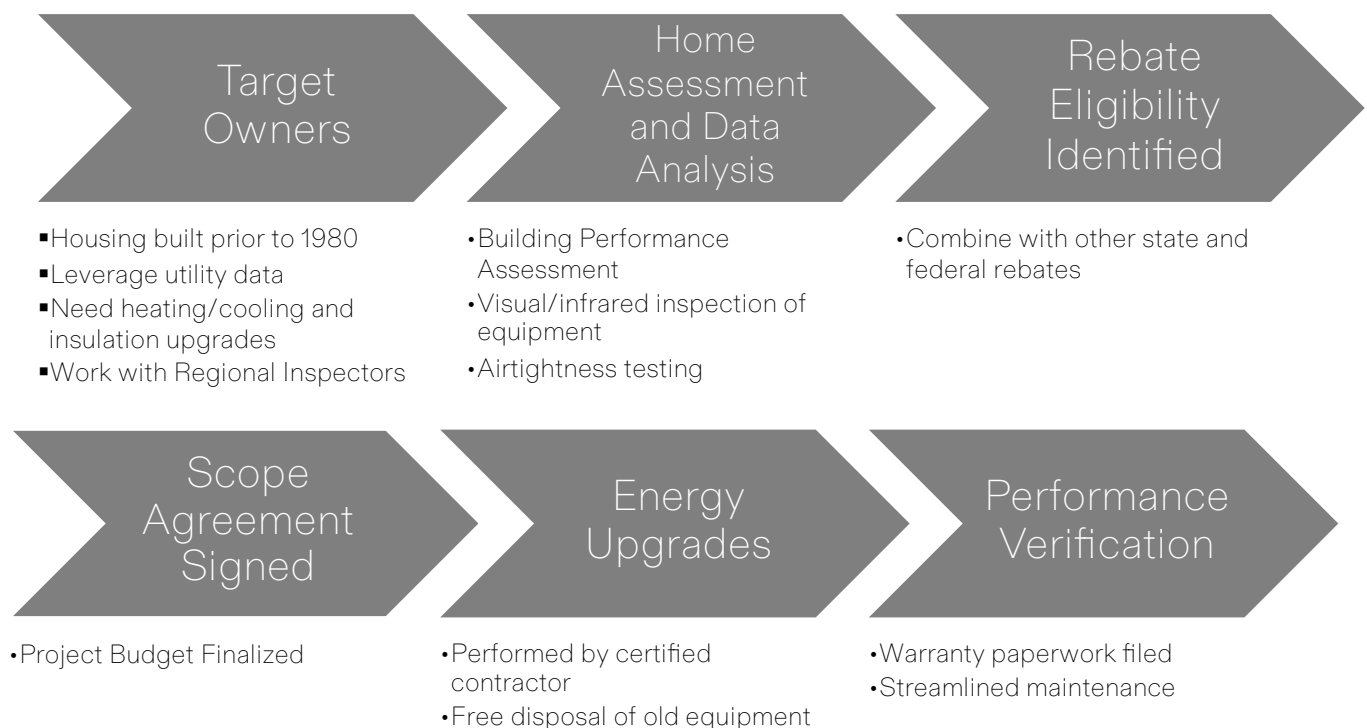 Target
Owners
▪Housing built prior to 1980
▪Leverage utility data
▪Need heating/cooling and
insulation upgrades
▪Work with Regional Inspectors
Home
Assessment
and Data
Analysis
•Building Performance
Assessment
•Visual/infrared inspection of
equipment
•Airtightness testing
Rebate
Eligibility
Identified
•Combine with other state and
federal rebates
Scope
Agreement
Signed
•Project Budget Finalized
Energy
Upgrades
•Performed by certified
contractor
•Free disposal of old equipment
Performance
Verification
•Warranty paperwork filed
•Streamlined maintenance